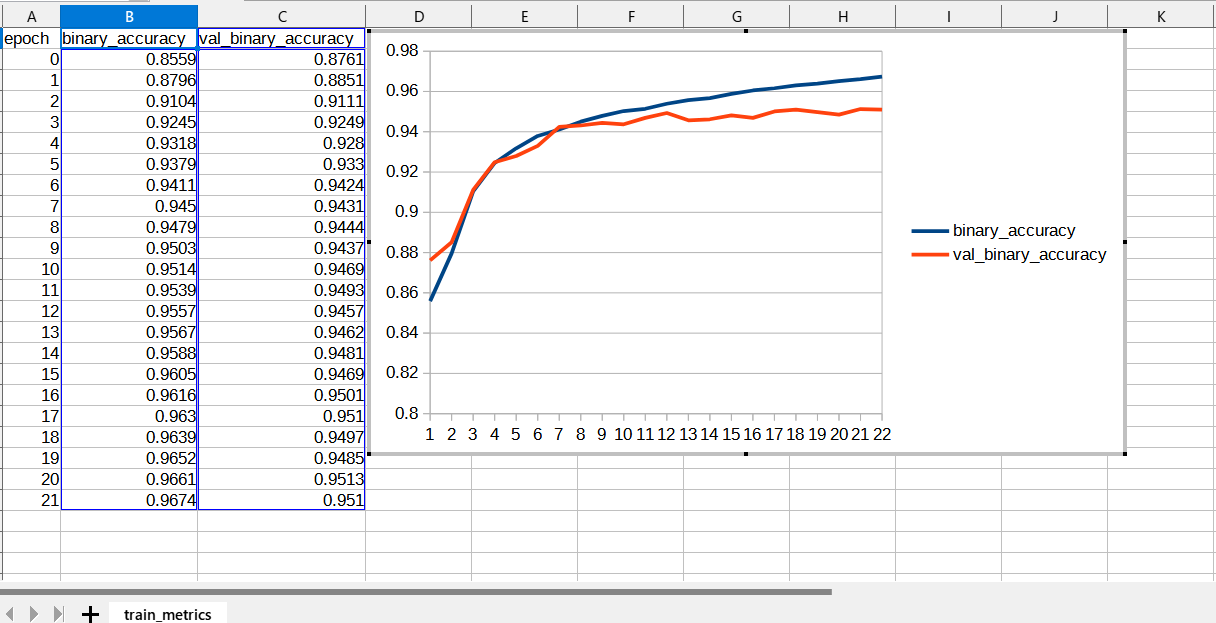 A B C D E F G H I J K
epoch binary_accuracy val_binary_accuracy
0 0.8559 0.8761
1 0.8796 0.8851
2 0.9104 0.9111
3 0.9245 0.9249
4 0.9318 0.928
5 0.9379 0.933
6 0.9411 0.9424
7 0.945 0.9431
8 0.9479 0.9444
9 0.9503 0.9437
10 0.9514 0.9469
11 0.9539 0.9493
12 0.9557 0.9457
13 0.9567 0.9462
14 0.9588 0.9481
15 0.9605 0.9469
16 0.9616 0.9501
17 0.963 0.951
18 0.9639 0.9497
19 0.9652 0.9485
20 0.9661 0.9513
21 0.9674 0.951
0.98
0.96
0.94
0.92
0.9
0.88
0.86
0.84
0.82
0.8
1 2 3 4 5 6 7 8 9 10 11 12 13 14 15 16 17 18 19 20 21 22
binary_accuracy
val_binary_accuracy
train_metrics